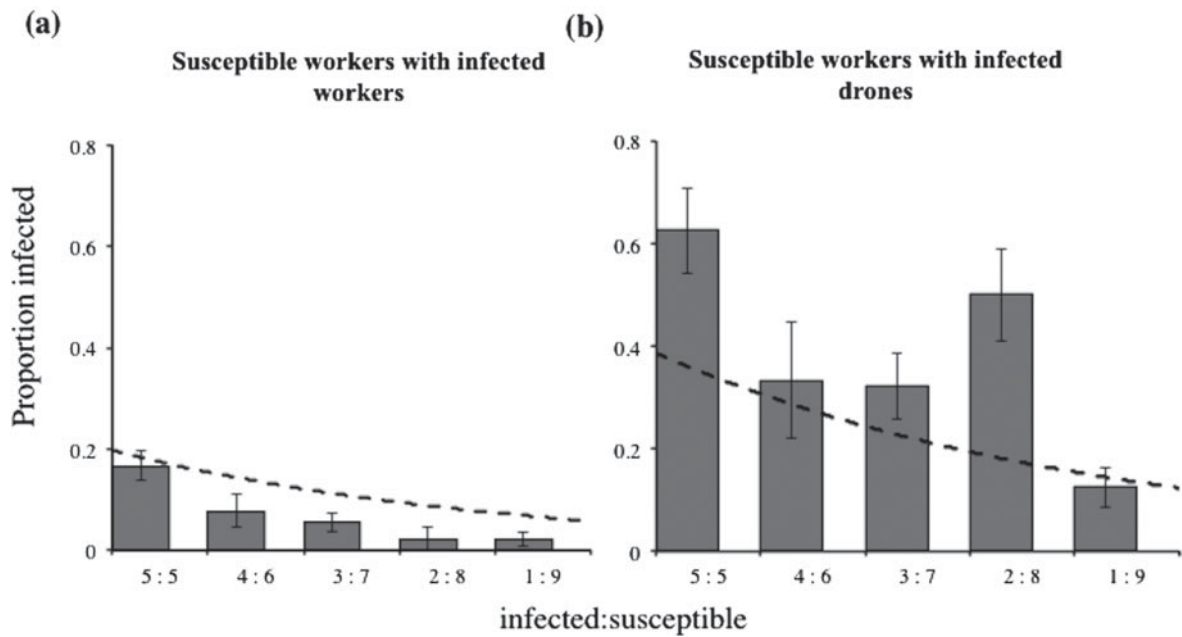 (a)
Susceptible workers with infected
workers
(b)
Susceptible workers with infected
drones
Proportion infected
0.8
0.6
0.4
0.2
0
5 : 5 4 : 6 3 : 7 2 : 8 1 : 9
0.8
0.6
0.4
0.2
0
5 : 5 4 : 6 3 : 7 2 : 8 1 : 9
infected:susceptible